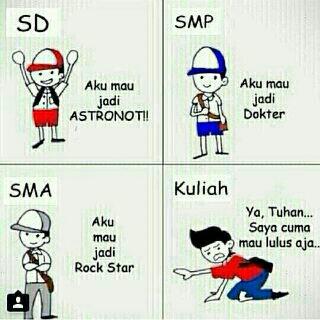 SD
Aku mau
jadi
ASTRONOT!!
SMP
Aku mau
jadi
Dokter
SMA
Aku
mau
jadi
Rock Star
Kuliah
Ya, Tuhan...
Saya cuma
mau lulus aja..